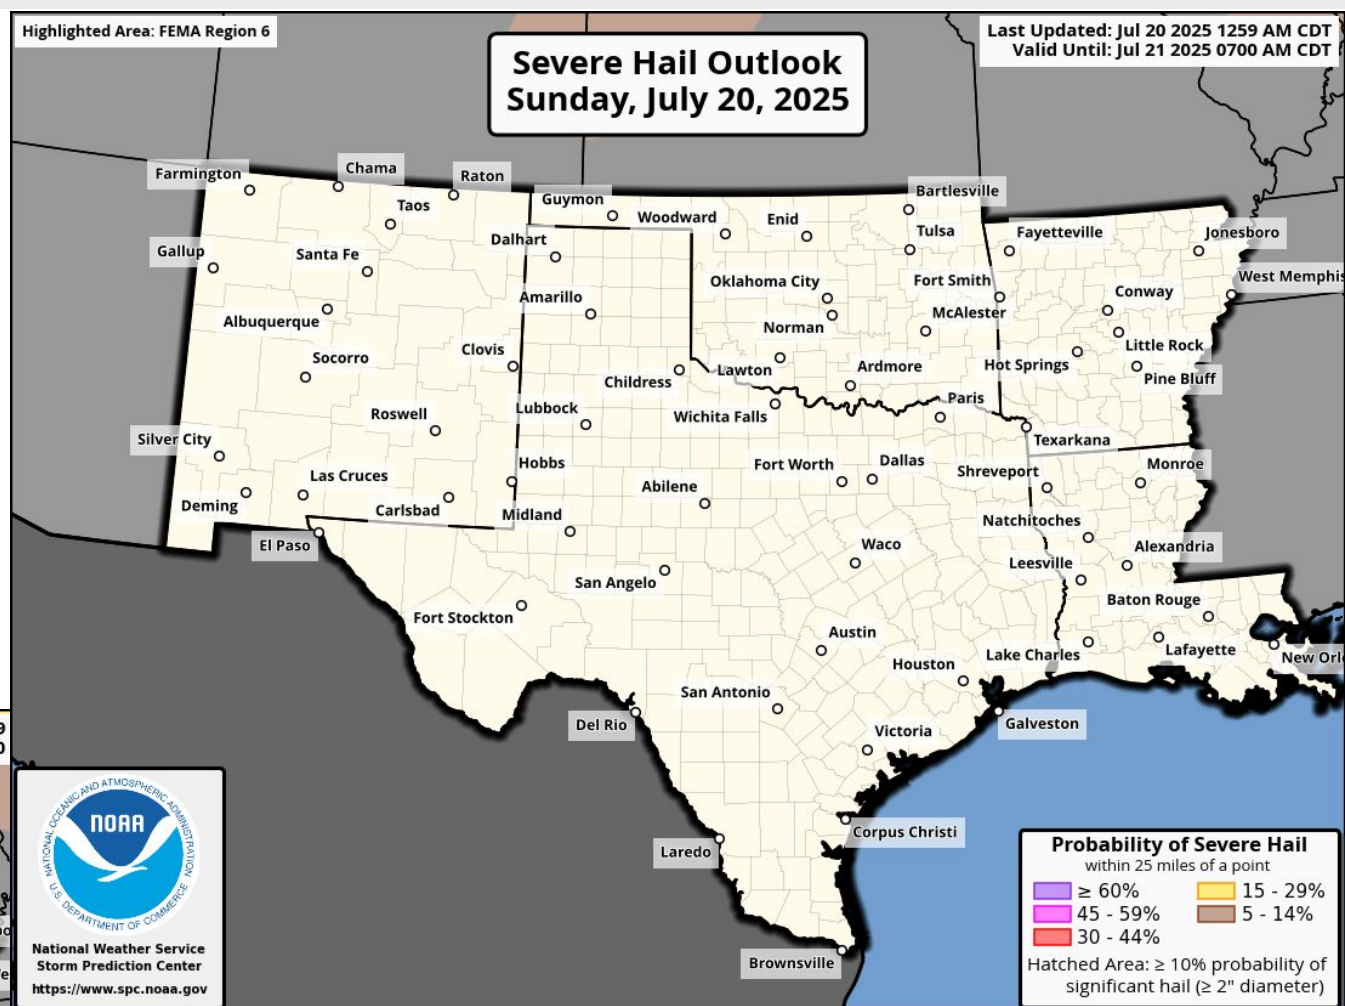 Highlighted Area: FEMA Region 6
Severe Hail Outlook
Sunday, July 20, 2025
Last Updated: Jul 20 2025 1259 AM CDT
Valid Until: Jul 21 2025 0700 AM CDT
Farmington
Chama
Raton
Guymon
Bartlesville
Taos
Woodward
Enid
Tulsa
Fayetteville
Jonesboro
Gallup
Santa Fe
Dalhart
Oklahoma City
Fort Smith
West Memphis
Albuquerque
Amarillo
Norman
McAlester
Conway
Socorro
Clovis
Childress
Lawton
Ardmore
Hot Springs
Little Rock
Pine Bluff
Roswell
Lubbock
Wichita Falls
Paris
Silver City
Texarkana
Las Cruces
Hobbs
Abilene
Fort Worth
Dallas
Shreveport
Monroe
Deming
Carlsbad
Midland
Natchitoches
El Paso
San Angelo
Waco
Leesville
Alexandria
Fort Stockton
Baton Rouge
Austin
Houston
Lake Charles
Lafayette
New Orl
San Antonio
Del Rio
Victoria
Galveston
9
0
Corpus Christi
Laredo
Brownsville
NATIONAL OCEANIC AND ATMOSPHERIC ADMINISTRATION
NOAA
U.S. DEPARTMENT OF COMMERCE
National Weather Service
Storm Prediction Center
https://www.spc.noaa.gov
Probability of Severe Hail
within 25 miles of a point
≥ 60%
15 - 29%
45 - 59%
5 - 14%
30 - 44%
Hatched Area: ≥ 10% probability of
significant hail (≥ 2" diameter)